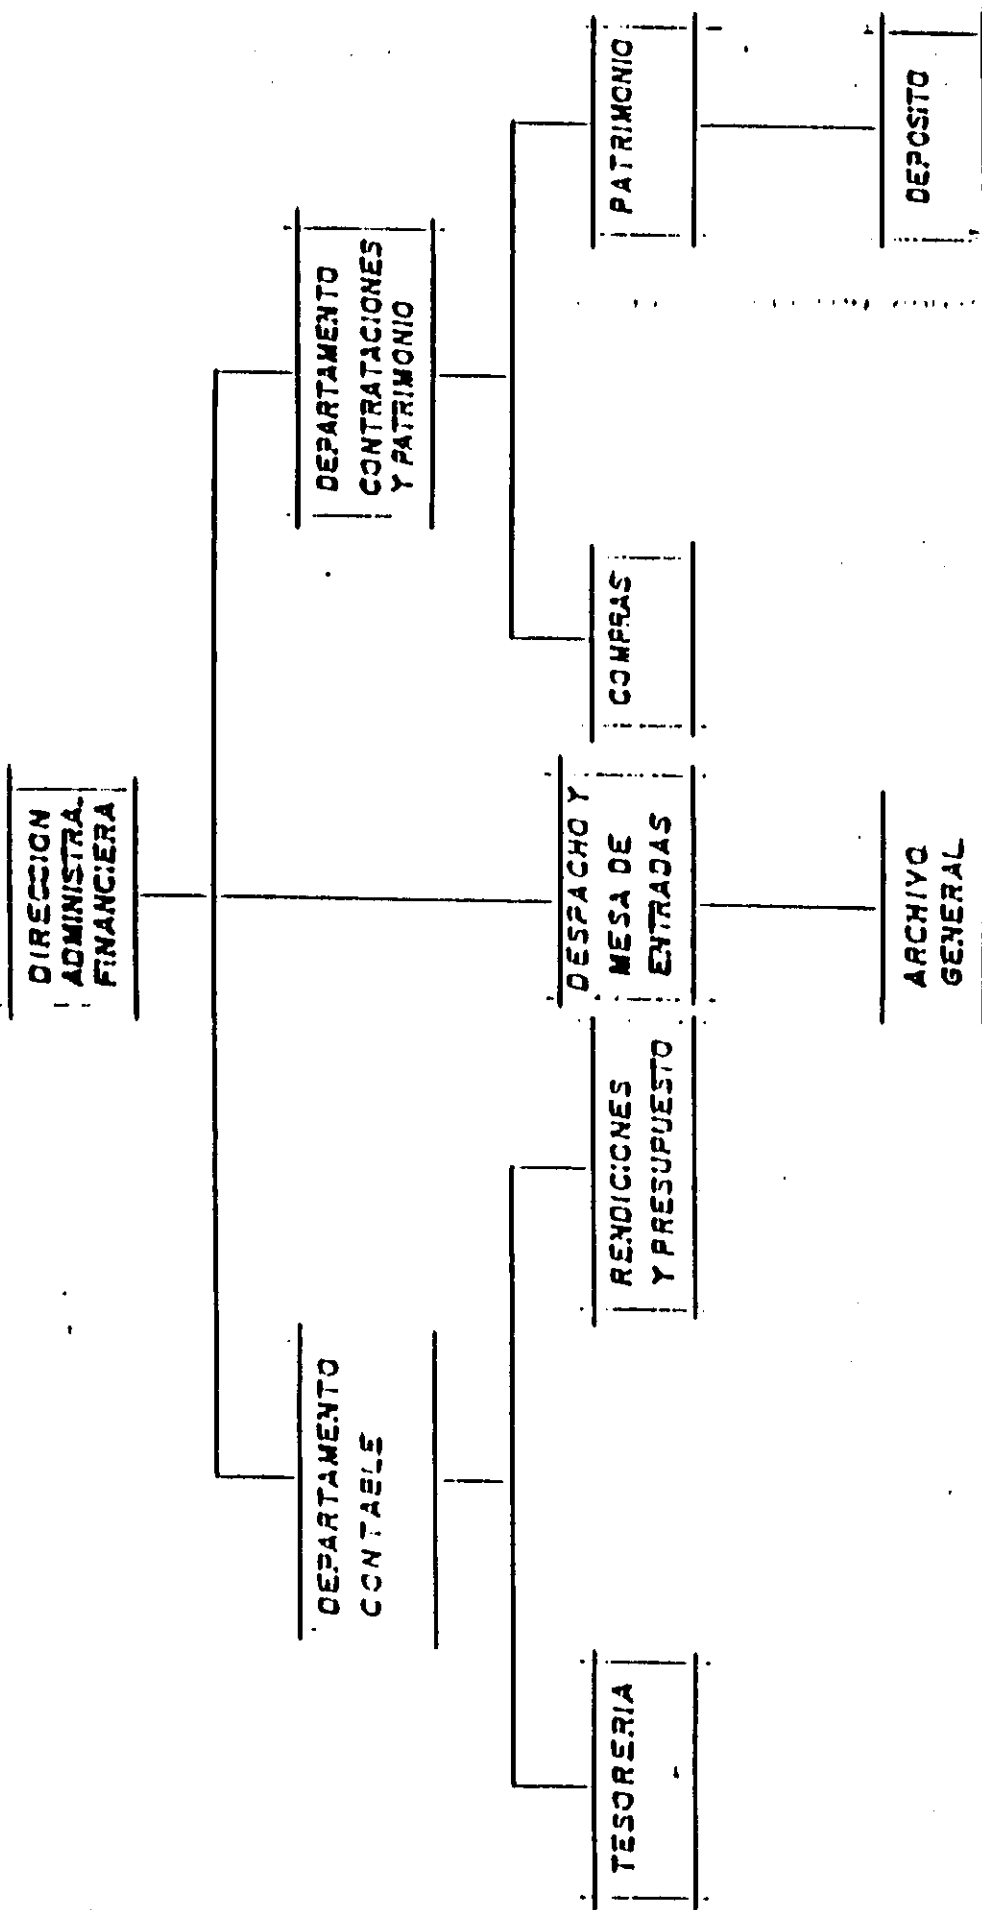 DIRECCION
ADMINISTRA.
FINANCIERA
DEPARTAMENTO
CONTABLE
DEPARTAMENTO
CONTRATACIONES
Y PATRIMONIO
TESORERIA
RENDICIONES
Y PRESUPUESTO
DESPACHO Y
MESA DE
ENTRADAS
COMPRAS
PATRIMONIO
ARCHIVO
GENERAL
DEPOSITO